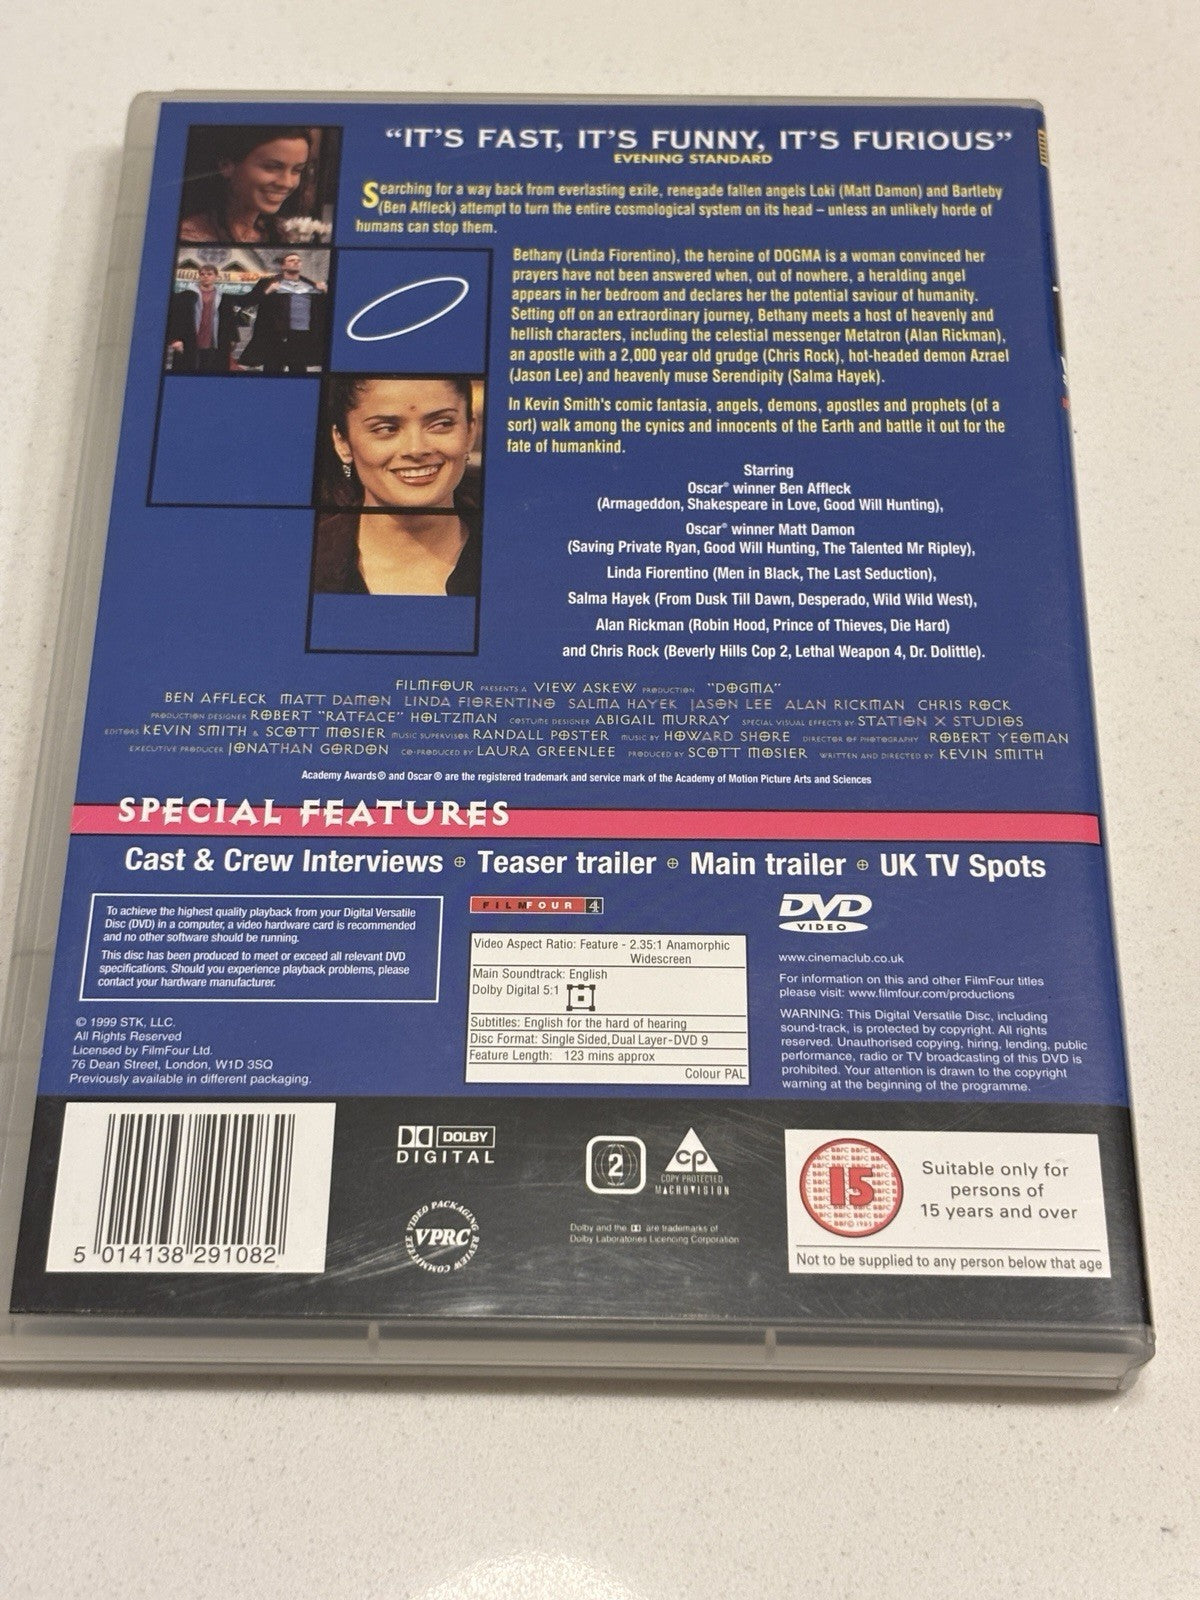 "IT'S FAST, IT'S FUNNY, IT'S FURIOUS"
EVENING STANDARD
Searching for a way back from everlasting exile, renegade fallen angels Loki (Matt Damon) and Bartleby
(Ben Affleck) attempt to turn the entire cosmological system on its head – unless an unlikely horde of
humans can stop them.
Bethany (Linda Fiorentino), the heroine of DOGMA is a woman convinced her
prayers have not been answered when, out of nowhere, a heralding angel
appears in her bedroom and declares her the potential saviour of humanity.
Setting off on an extraordinary journey, Bethany meets a host of heavenly and
hellish characters, including the celestial messenger Metatron (Alan Rickman),
an apostle with a 2,000 year old grudge (Chris Rock), hot-headed demon Azrael
(Jason Lee) and heavenly muse Serendipity (Salma Hayek).
In Kevin Smith's comic fantasia, angels, demons, apostles and prophets (of a
sort) walk among the cynics and innocents of the Earth and battle it out for the
fate of humankind.
Starring
Oscar® winner Ben Affleck
(Armageddon, Shakespeare in Love, Good Will Hunting),
Oscar® winner Matt Damon
(Saving Private Ryan, Good Will Hunting, The Talented Mr Ripley),
Linda Fiorentino (Men in Black, The Last Seduction),
Salma Hayek (From Dusk Till Dawn, Desperado, Wild Wild West),
Alan Rickman (Robin Hood, Prince of Thieves, Die Hard)
and Chris Rock (Beverly Hills Cop 2, Lethal Weapon 4, Dr. Dolittle).
FILMFOUR PRESENTS A VIEW ASKEW PRODUCTION "DOGMA"
BEN AFFLECK MATT DAMON LINDA FIORENTINO SALMA HAYEK JASON LEE ALAN RICKMAN CHRIS ROCK
PRODUCTION DESIGNER ROBERT "RATFACE" HOLTZMAN COSTUME DESIGNER ABIGAIL MURRAY SPECIAL VISUAL EFFECTS BY STATION X STUDIOS
EDITORS KEVIN SMITH & SCOTT MOSIER MUSIC SUPERVISOR RANDALL POSTER MUSIC BY HOWARD SHORE DIRECTOR OF PHOTOGRAPHY ROBERT YEOMAN
EXECUTIVE PRODUCER JONATHAN GORDON CO-PRODUCED BY LAURA GREENLEE PRODUCED BY SCOTT MOSIER WRITTEN AND DIRECTED BY KEVIN SMITH
Academy Awards® and Oscar® are the registered trademark and service mark of the Academy of Motion Picture Arts and Sciences
SPECIAL FEATURES
Cast & Crew Interviews ⊕ Teaser trailer ⊕ Main trailer ⊕ UK TV Spots
To achieve the highest quality playback from your Digital Versatile
Disc (DVD) in a computer, a video hardware card is recommended
and no other software should be running.
This disc has been produced to meet or exceed all relevant DVD
specifications. Should you experience playback problems, please
contact your hardware manufacturer.
© 1999 STK, LLC.
All Rights Reserved
Licensed by FilmFour Ltd.
76 Dean Street, London, W1D 3SQ
Previously available in different packaging.
FILMFOUR 4
Video Aspect Ratio: Feature - 2.35:1 Anamorphic
Widescreen
Main Soundtrack: English
Dolby Digital 5:1
Subtitles: English for the hard of hearing
Disc Format: Single Sided, Dual Layer-DVD 9
Feature Length: 123 mins approx
Colour PAL
DVD
VIDEO
www.cinemaclub.co.uk
For information on this and other FilmFour titles
please visit: www.filmfour.com/productions
WARNING: This Digital Versatile Disc, including
sound-track, is protected by copyright. All rights
reserved. Unauthorised copying, hiring, lending, public
performance, radio or TV broadcasting of this DVD is
prohibited. Your attention is drawn to the copyright
warning at the beginning of the programme.
5 014138 291082
DOLBY
DIGITAL
VIDEO PACKAGING REVIEW COMMITTEE
VPRC
2
CP
COPY PROTECTED
MACROVISION
Dolby and the DD are trademarks of
Dolby Laboratories Licencing Corporation
15
Suitable only for
persons of
15 years and over
Not to be supplied to any person below that age